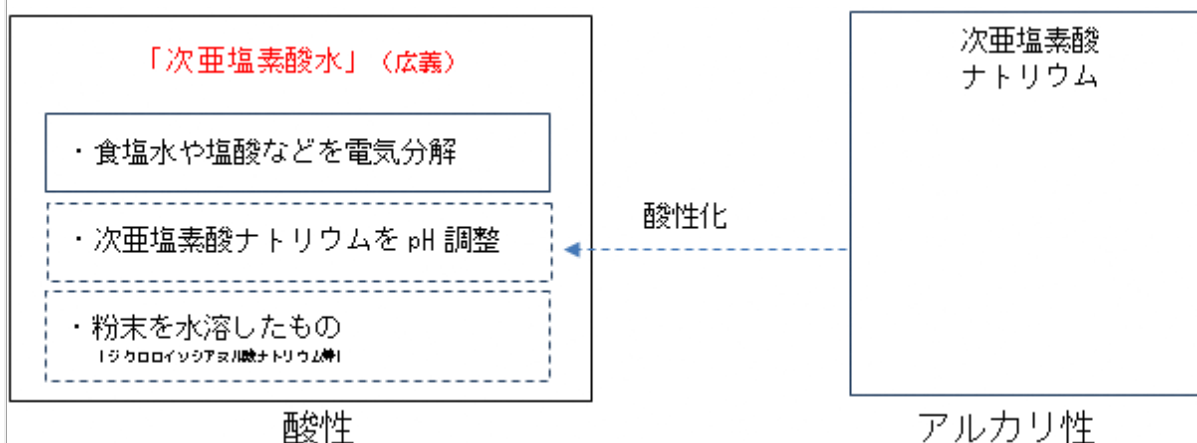 「次亜塩素酸水」（広義）
・食塩水や塩酸などを電気分解
・次亜塩素酸ナトリウムをpH調整
・粉末を水溶したもの
（ジクロロイソシアヌル酸ナトリウム等）
酸性
酸性化
次亜塩素酸
ナトリウム
アルカリ性